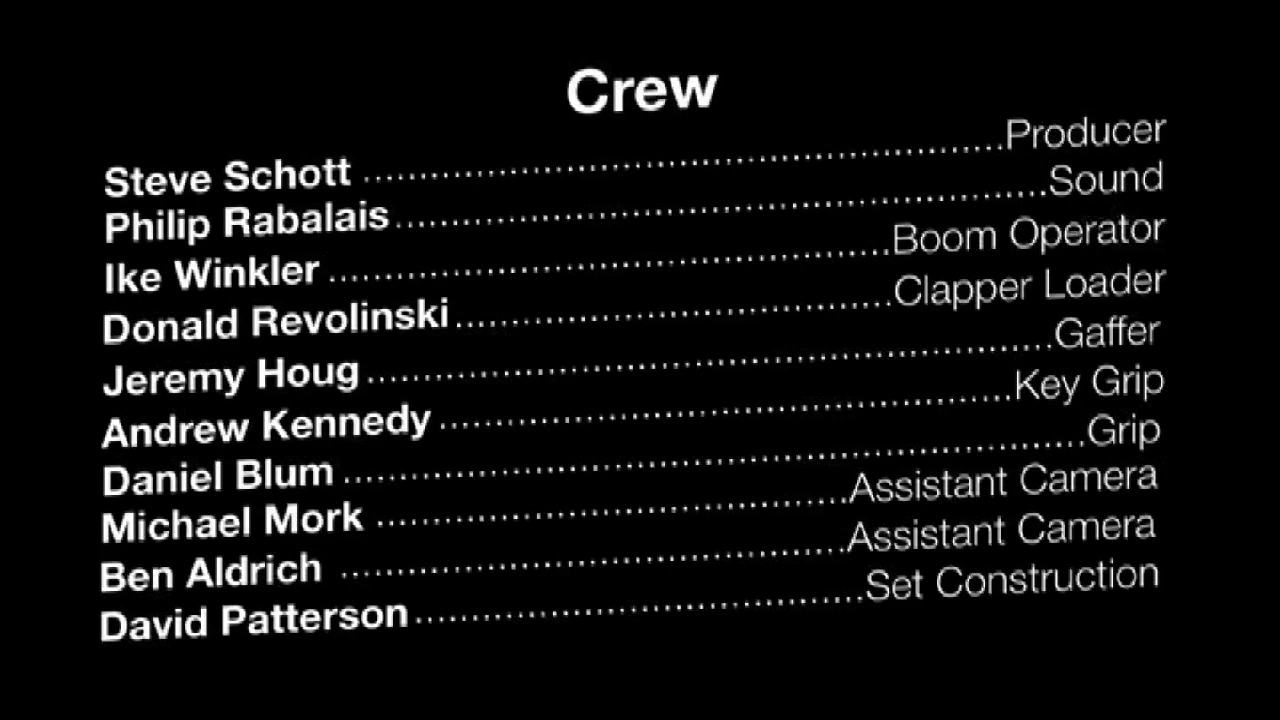 Crew
Steve Schott ........................................................Producer
Philip Rabalais........................................................Sound
Ike Winkler ........................................................Boom Operator
Donald Revolinski........................................................Clapper Loader
Jeremy Houg ........................................................Gaffer
Andrew Kennedy ........................................................Key Grip
Daniel Blum ........................................................Grip
Michael Mork ........................................................Assistant Camera
Ben Aldrich ........................................................Assistant Camera
David Patterson........................................................Set Construction